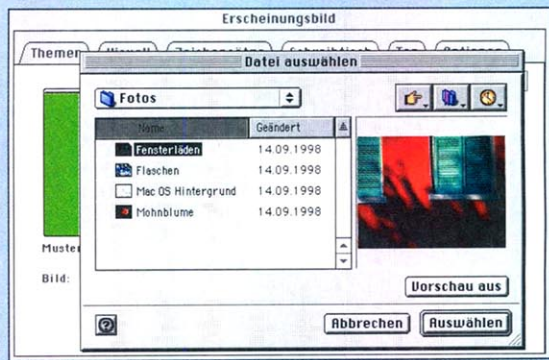 Erscheinungsbild
Themen
Optionen
Datei auswählen
Fotos
Name Geändert
Fensterläden 14.09.1998
Flaschen 14.09.1998
Mac OS Hintergrund 14.09.1998
Mohnblume 14.09.1998
Muster
Bild:
Vorschau aus
Abbrechen Auswählen